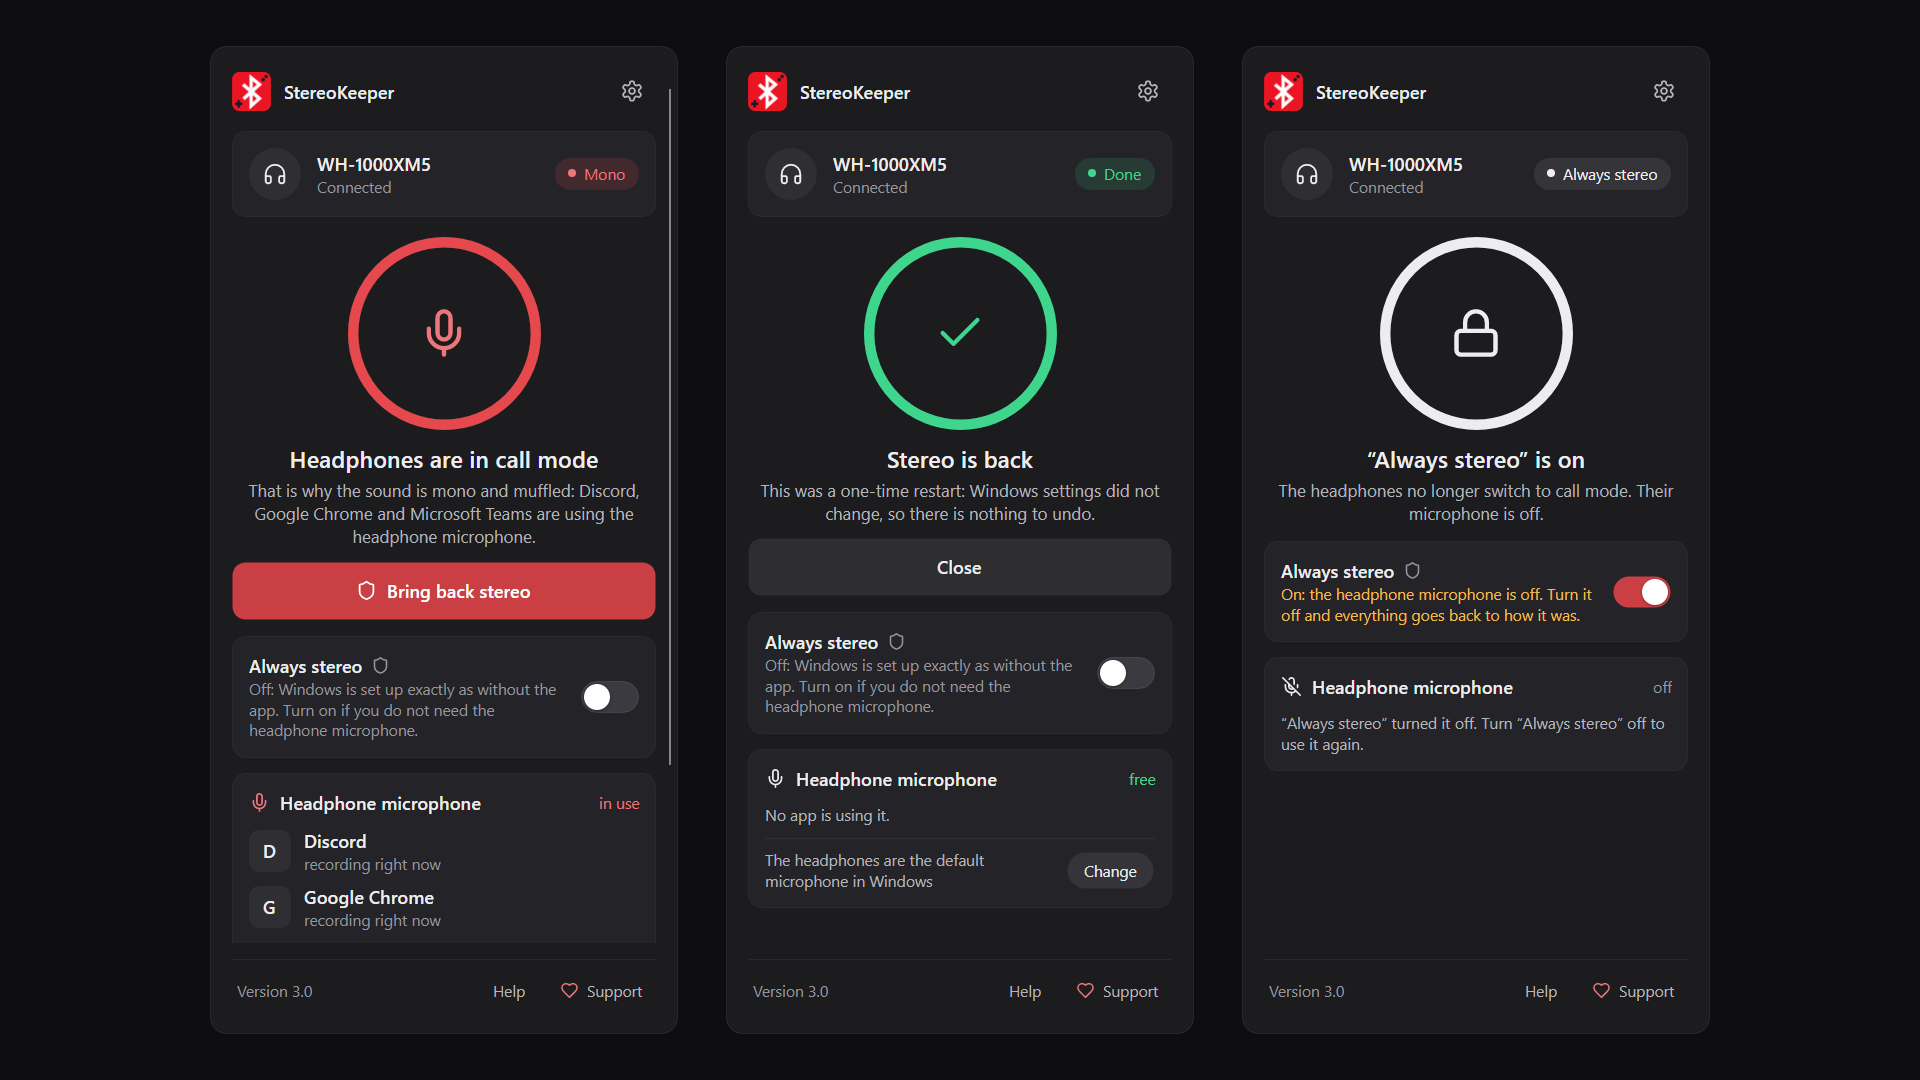 StereoKeeper
WH-1000XM5
Connected
Mono
Headphones are in call mode
That is why the sound is mono and muffled: Discord,
Google Chrome and Microsoft Teams are using the
headphone microphone.
Bring back stereo
Always stereo
Off: Windows is set up exactly as without the
app. Turn on if you do not need the
headphone microphone.
Headphone microphone
in use
D
Discord
recording right now
G
Google Chrome
recording right now
Version 3.0
Help
Support
StereoKeeper
WH-1000XM5
Connected
Done
Stereo is back
This was a one-time restart: Windows settings did not
change, so there is nothing to undo.
Close
Always stereo
Off: Windows is set up exactly as without the
app. Turn on if you do not need the
headphone microphone.
Headphone microphone
free
No app is using it.
The headphones are the default
microphone in Windows
Change
Version 3.0
Help
Support
StereoKeeper
WH-1000XM5
Connected
Always stereo
“Always stereo” is on
The headphones no longer switch to call mode. Their
microphone is off.
Always stereo
On: the headphone microphone is off. Turn it
off and everything goes back to how it was.
Headphone microphone
off
“Always stereo” turned it off. Turn “Always stereo” off to
use it again.
Version 3.0
Help
Support